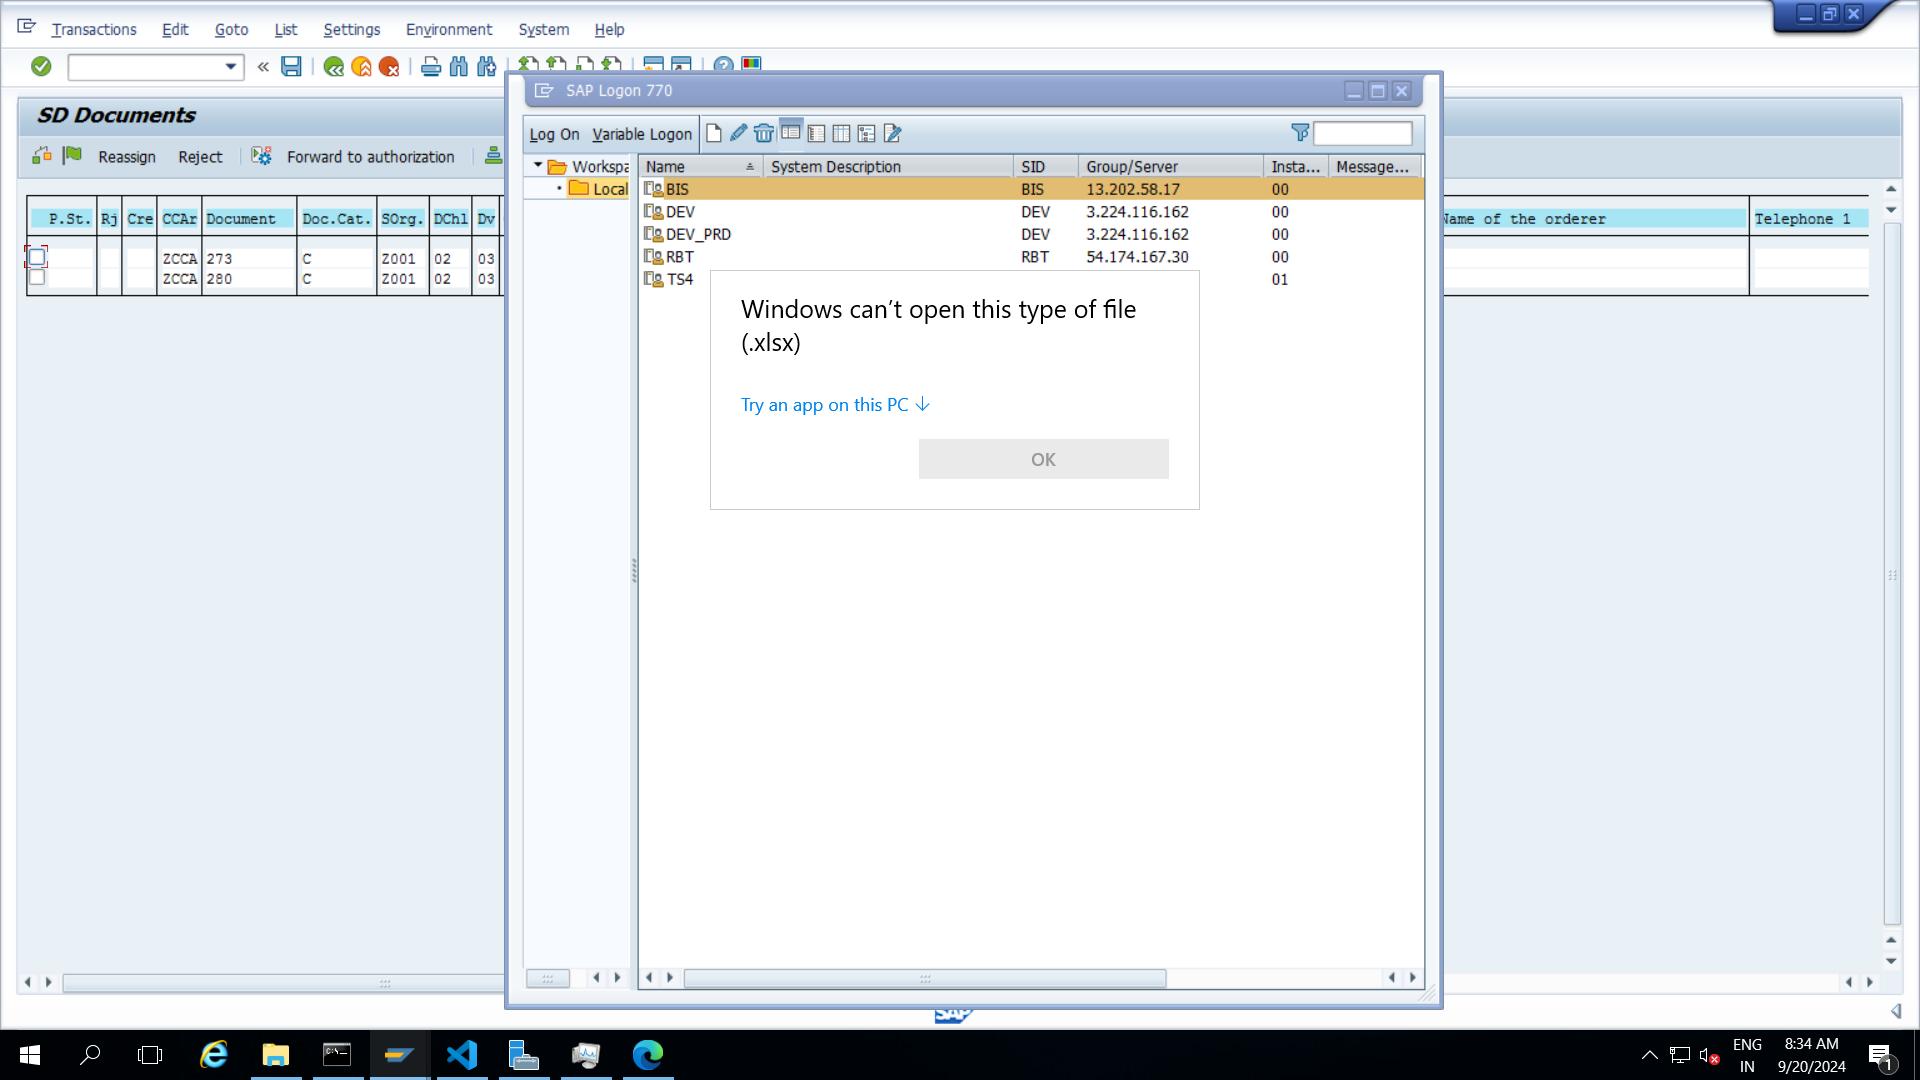 Transactions Edit Goto List Settings Environment System Help
SD Documents
Reassign Reject Forward to authorization
P.St. Rj Cre CCAr Document Doc.Cat. SOrg. DChl Dv
ZCCA 273 C Z001 02 03
ZCCA 280 C Z001 02 03
Name of the orderer Telephone 1
SAP Logon 770
Log On Variable Logon
Workspa
Local
Name System Description SID Group/Server Insta... Message...
BIS BIS 13.202.58.17 00
DEV DEV 3.224.116.162 00
DEV_PRD DEV 3.224.116.162 00
RBT RBT 54.174.167.30 00
TS4 01
Windows can’t open this type of file
(.xlsx)
Try an app on this PC
OK
SAP
ENG
IN
8:34 AM
9/20/2024
1